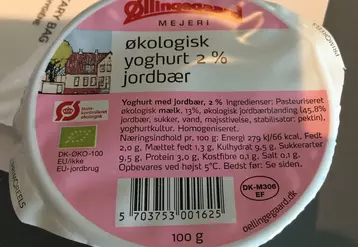 Øllingegaard
MEJERI
økologisk
yoghurt 2 %
jordbær
Yoghurt med jordbær, 2 % Ingredienser: Pasteuriseret
økologisk mælk, 13% økologisk jordbærblanding (45,8%
jordbær, sukker, vand, majsstivelse, stabilisator: pektin),
yoghurtkultur. Homogeniseret.
Næringsindhold pr. 100 g: Energi 279 kj/66 kcal, Fedt
2,0 g, Mættet fedt 1.3 g, Kulhydrat 9.5 g, Sukkerarter
9.5 g, Protein 3,0 g, Kostfibre 0,1 g, Salt 0,1 g.
Opbevares ved højst 5°C. Bedst før: Se siden.
Ø
Stats-
kontrolleret
økologisk
DK-ØKO-100
EU/ikke
EU-jordbrug
DK-M306
EF
5 703753 001625
oellingegaard.dk
100 g